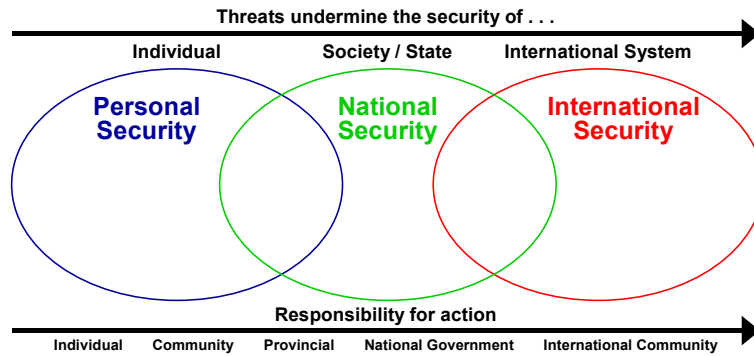 Threats undermine the security of . . .
Individual Society / State International System
Personal National International
Security Security Security
Responsibility for action
Individual Community Provincial National Government International Community